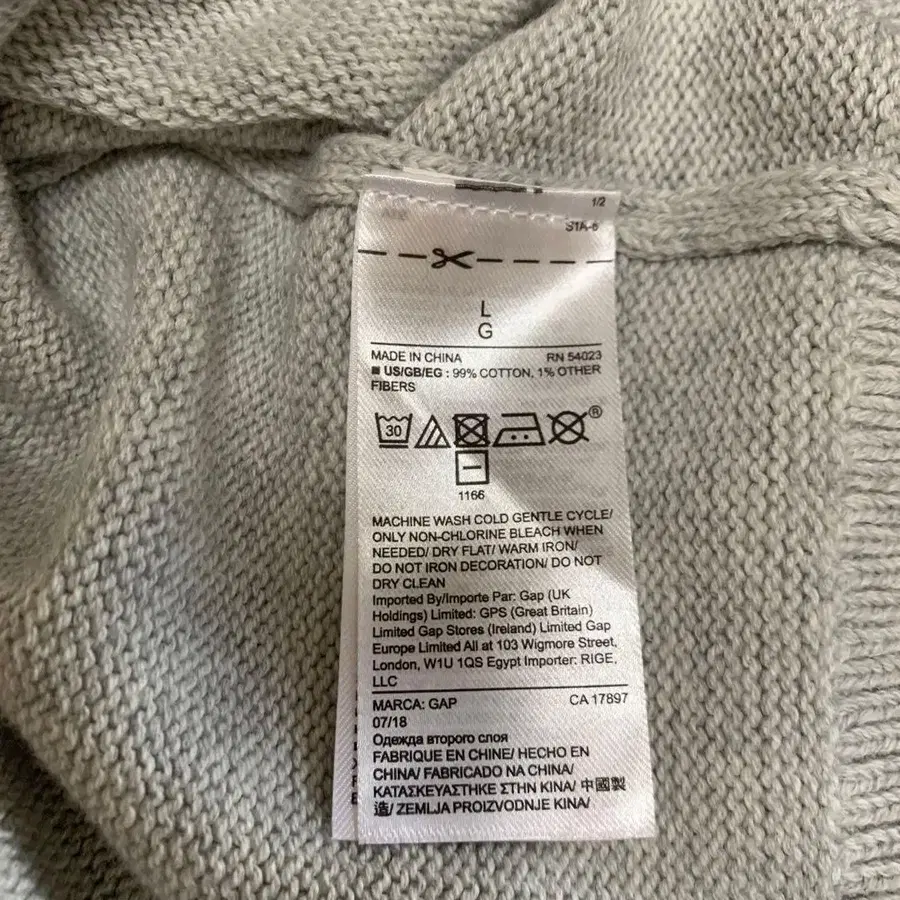 1/2
S1A-6
L
G
MADE IN CHINA RN 54023
US/GB/EG : 99% COTTON, 1% OTHER
FIBERS
30
®
1166
MACHINE WASH COLD GENTLE CYCLE/
ONLY NON-CHLORINE BLEACH WHEN
NEEDED/ DRY FLAT/ WARM IRON/
DO NOT IRON DECORATION/ DO NOT
DRY CLEAN
Imported By/Importe Par: Gap (UK
Holdings) Limited: GPS (Great Britain)
Limited Gap Stores (Ireland) Limited Gap
Europe Limited All at 103 Wigmore Street,
London, W1U 1QS Egypt Importer: RIGE,
LLC
MARCA: GAP CA 17897
07/18
Одежда второго слоя
FABRIQUE EN CHINE/ HECHO EN
CHINA/ FABRICADO NA CHINA/
ΚΑΤΑΣΚΕΥΑΣΤΗΚΕ ΣΤΗΝ ΚΙΝΑ/ 中國製
造/ ZEMLJA PROIZVODNJE KINA/